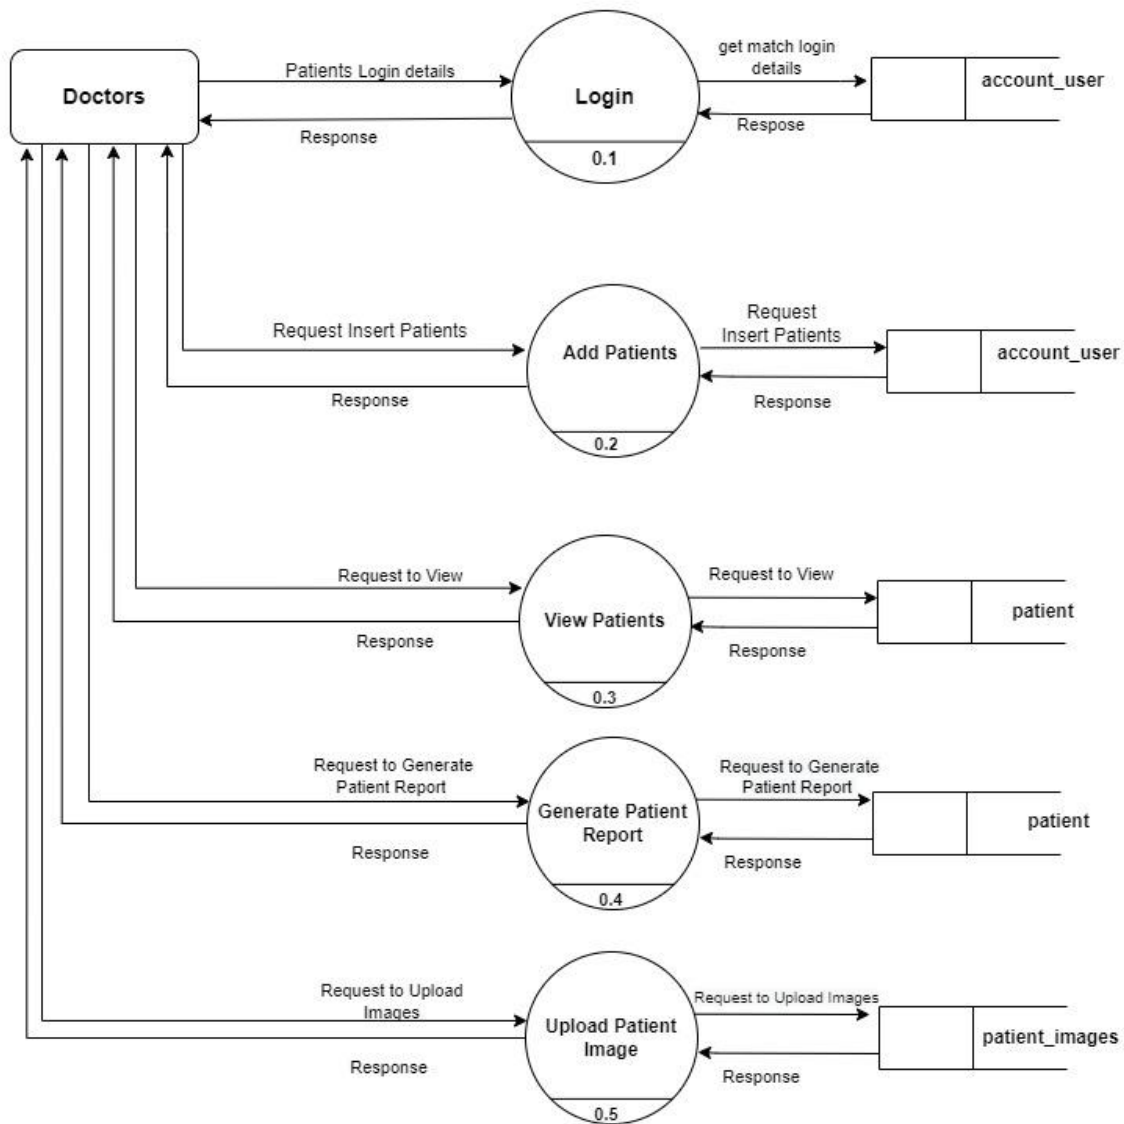 get match login
details
Patients Login details
account_user
Doctors
Login
Respose
Response
0.1
Request
Insert Patients
Request Insert Patients
Add Patients
account_user
Response
Response
0.2
Request to View
Request to View
patient
View Patients
Response
Response
0.3
Request to Generate
Patient Report
Request to Generate
Patient Report
Generate Patient
Report
patient
Response
Response
0.4
Request to Upload
Images
Request to Upload Images
Upload Patient
Image
patient_images
Response
Response
0.5